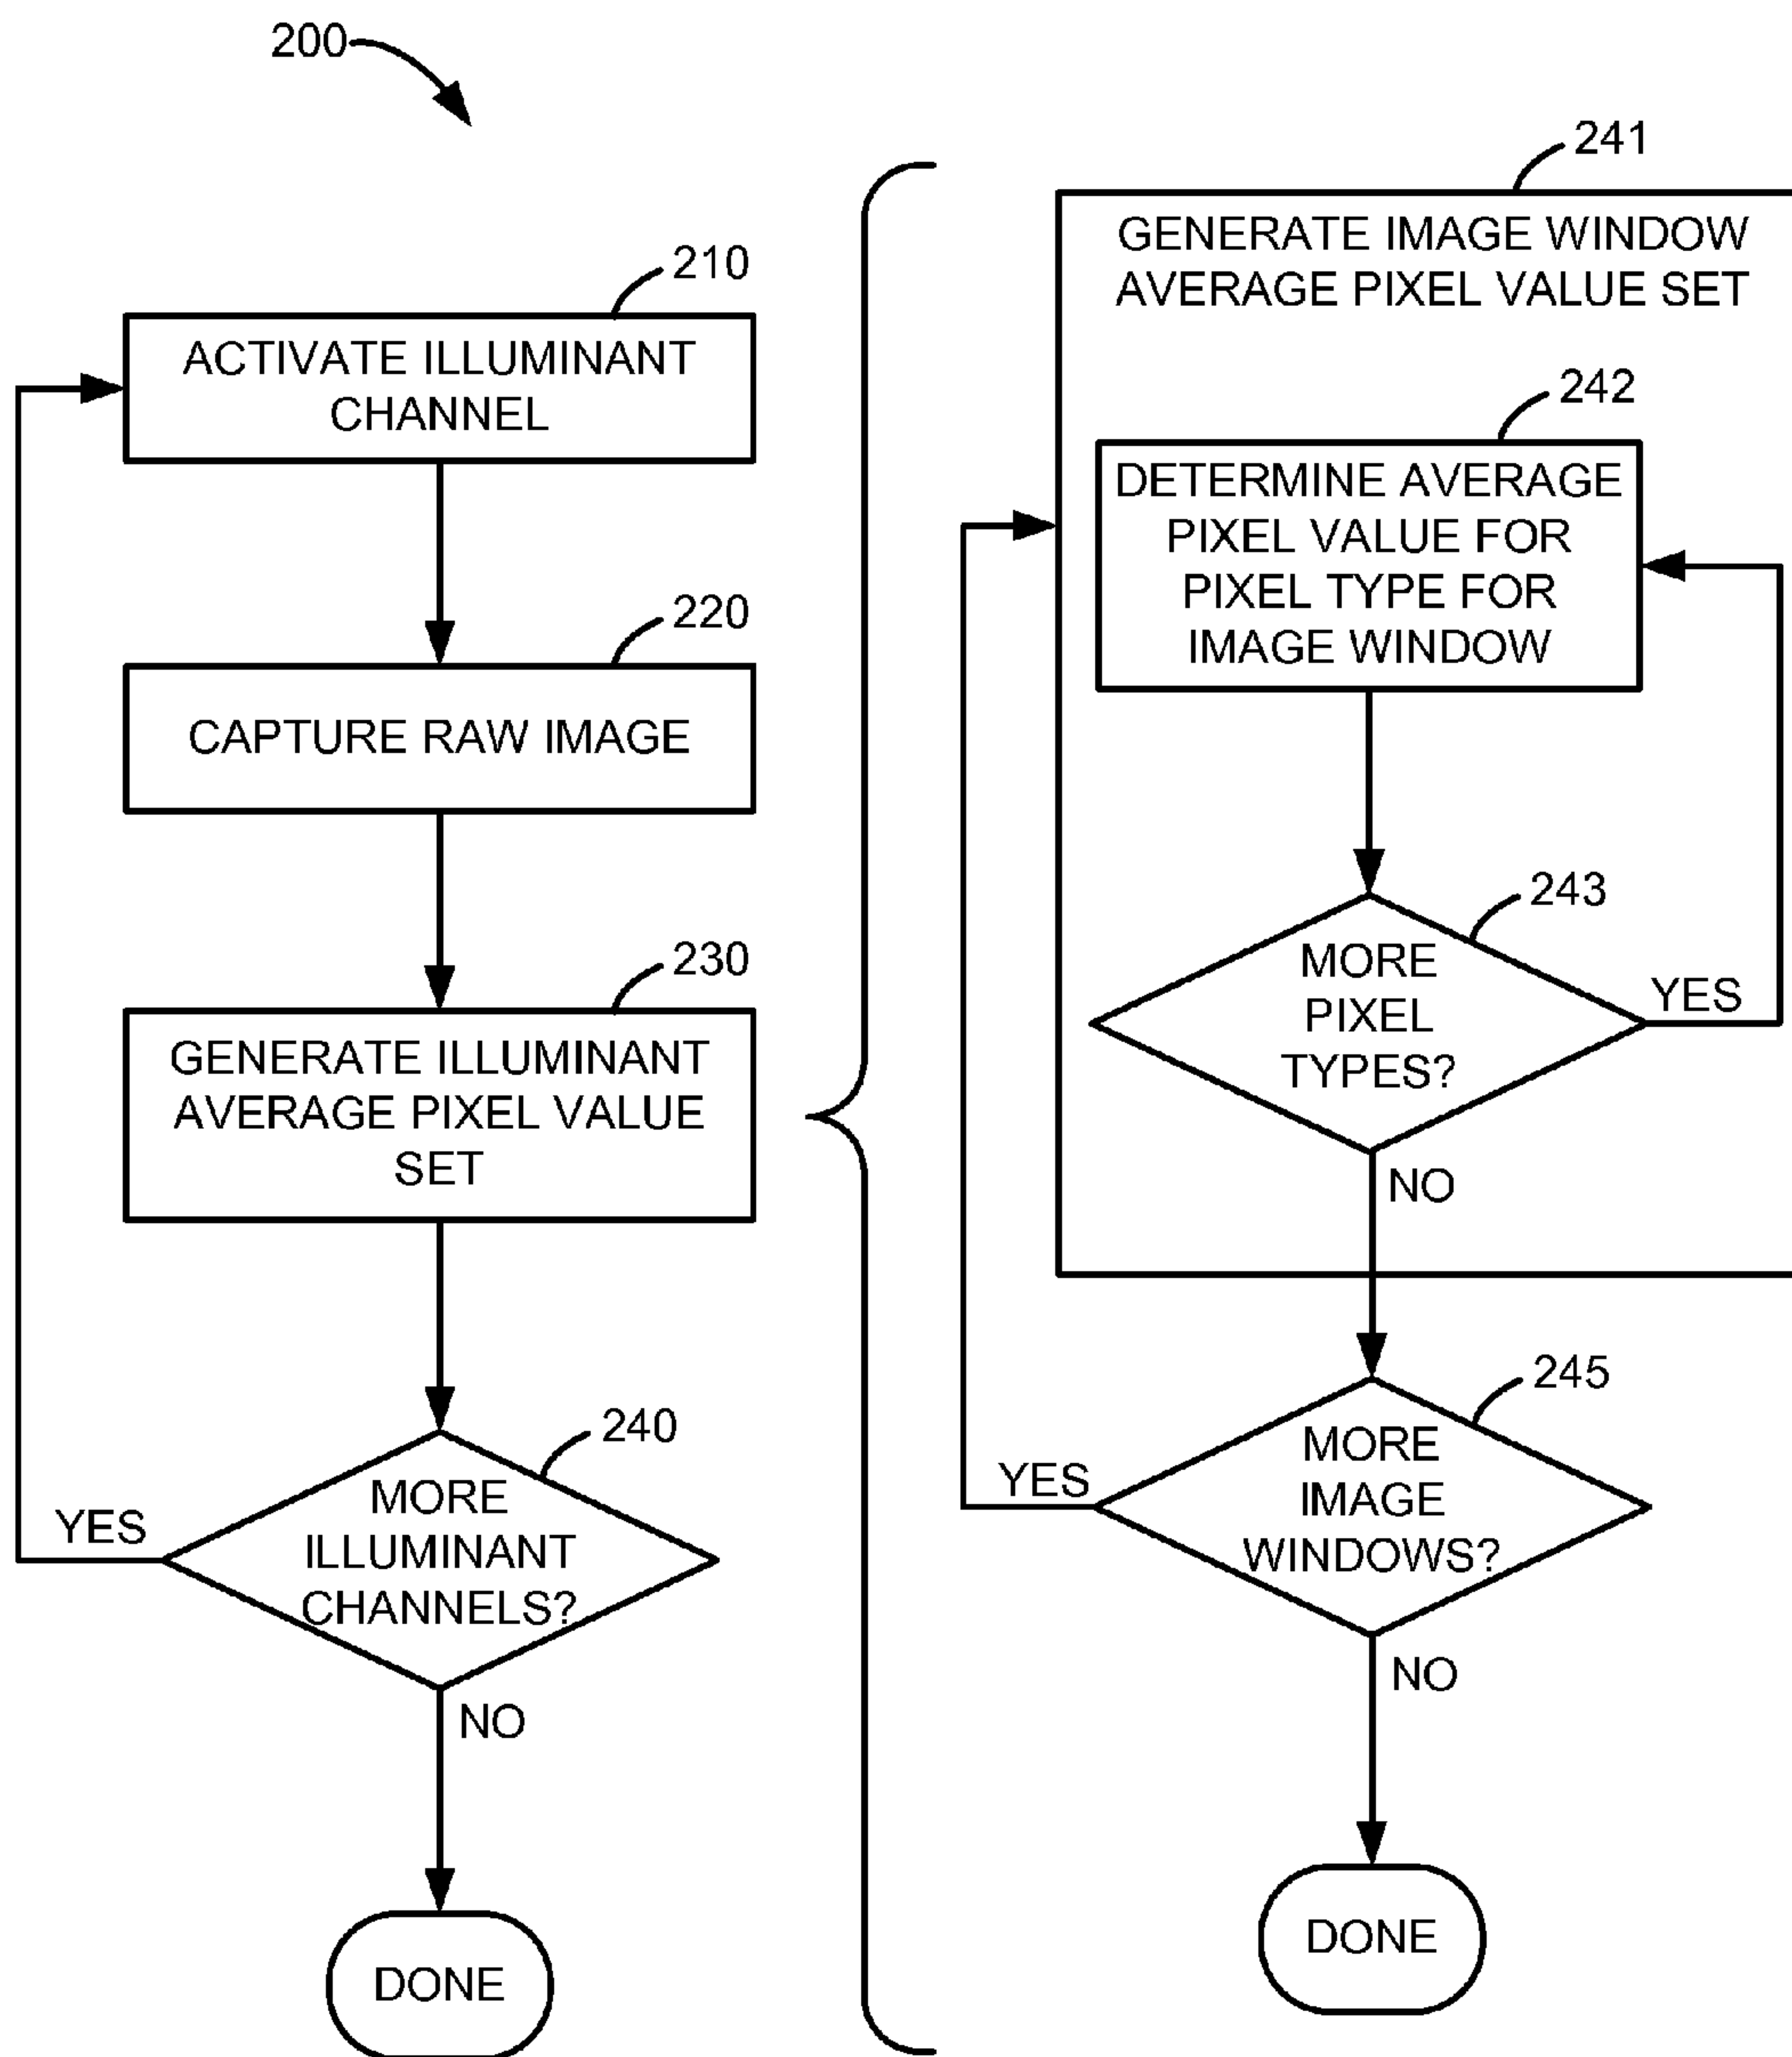 200
210
ACTIVATE ILLUMINANT
CHANNEL
220
CAPTURE RAW IMAGE
230
GENERATE ILLUMINANT
AVERAGE PIXEL VALUE
SET
240
MORE
ILLUMINANT
CHANNELS?
YES
NO
DONE
241
GENERATE IMAGE WINDOW
AVERAGE PIXEL VALUE SET
242
DETERMINE AVERAGE
PIXEL VALUE FOR
PIXEL TYPE FOR
IMAGE WINDOW
243
MORE
PIXEL
TYPES?
YES
NO
245
MORE
IMAGE
WINDOWS?
YES
NO
DONE